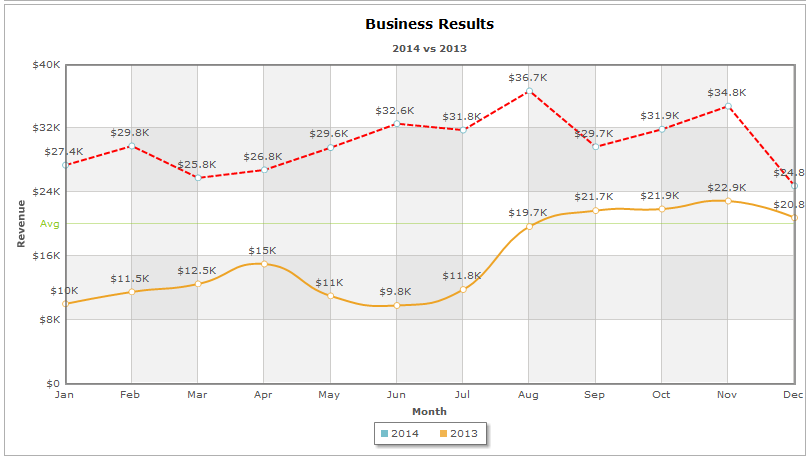 Business Results
2014 vs 2013
$40K
$36.7K
$34.8K
$32.6K
$31.8K
$31.9K
$32K
$29.8K
$29.6K
$29.7K
$27.4K
$25.8K
$26.8K
$24.8
$24K
$22.9K
$21.7K
$21.9K
$20.8
$19.7K
Avg
Revenue
$16K
$15K
$12.5K
$11.5K
$11K
$11.8K
$10K
$9.8K
$8K
$0
Jan Feb Mar Apr May Jun Jul Aug Sep Oct Nov Dec
Month
2014 2013